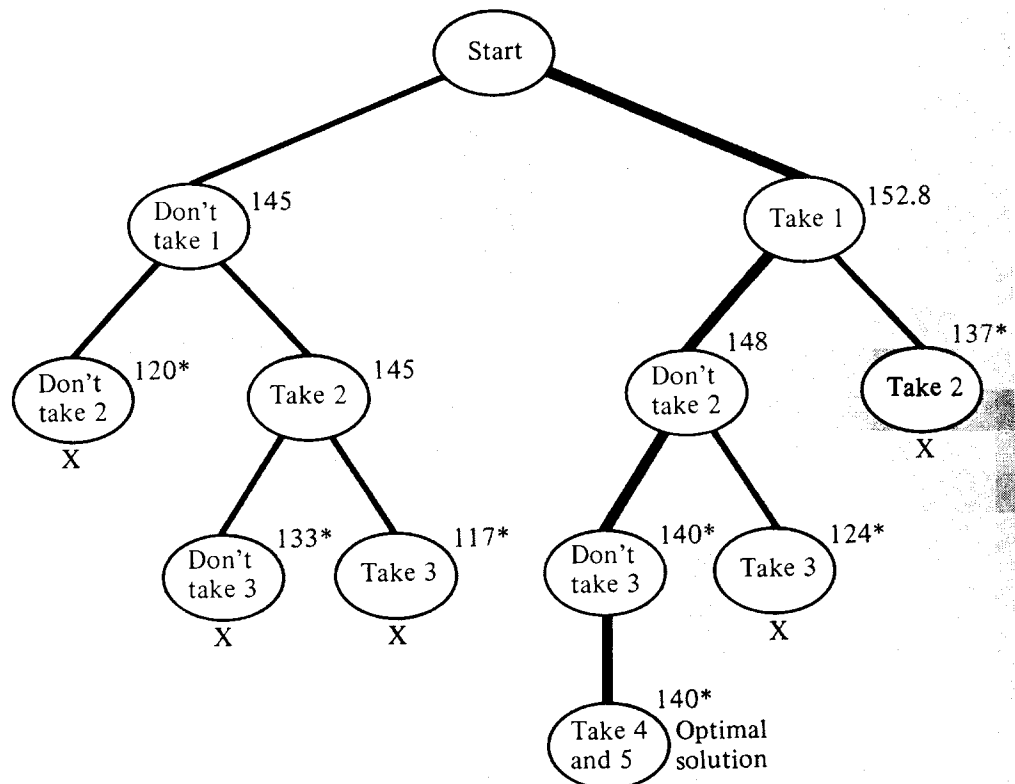 Start
Don't
take 1
145
Take 1
152.8
Don't
take 2
120*
X
Take 2
145
Don't
take 2
148
Take 2
137*
X
Don't
take 3
133*
X
Take 3
117*
X
Don't
take 3
140*
Take 3
124*
X
Take 4
and 5
140*
Optimal
solution